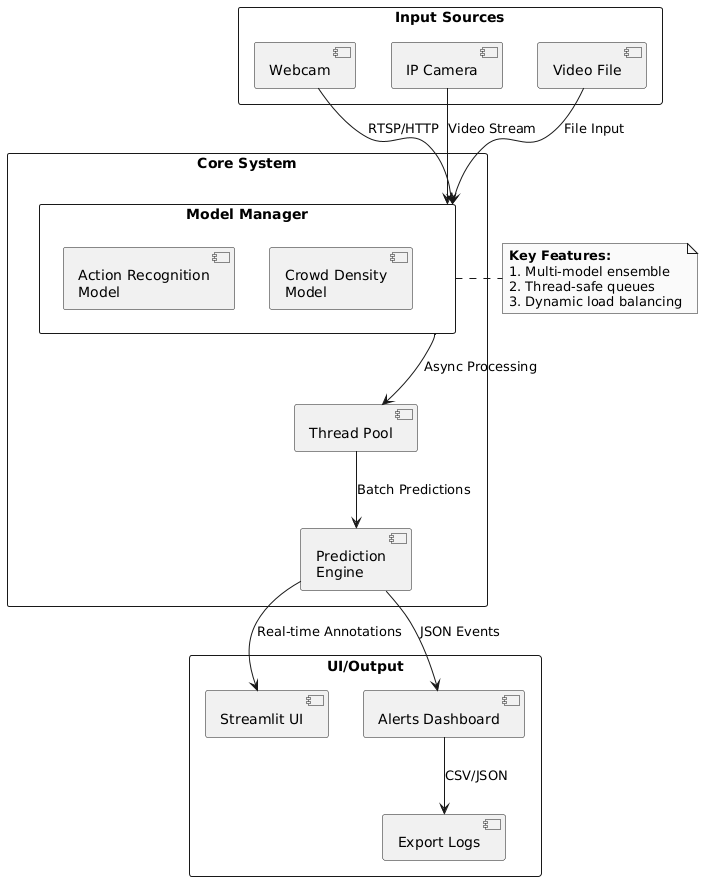 Input Sources
Webcam
IP Camera
Video File
RTSP/HTTP
Video Stream
File Input
Core System
Model Manager
Action Recognition
Model
Crowd Density
Model
Key Features:
1. Multi-model ensemble
2. Thread-safe queues
3. Dynamic load balancing
Async Processing
Thread Pool
Batch Predictions
Prediction
Engine
Real-time Annotations
JSON Events
UI/Output
Streamlit UI
Alerts Dashboard
CSV/JSON
Export Logs